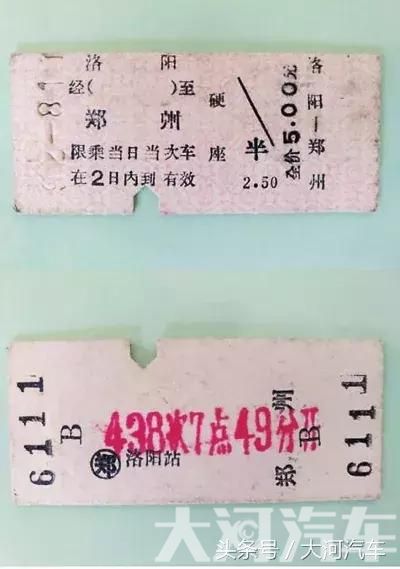 洛 阳
经( )至
郑 州
限乘当日当次车
在2日内到有效
硬座
半
2.50
全价5.00元
洛阳—郑州
6111
B
438次7点49分开
洛阳站
郑州
B
6111
大河汽车
头条号／大河汽车